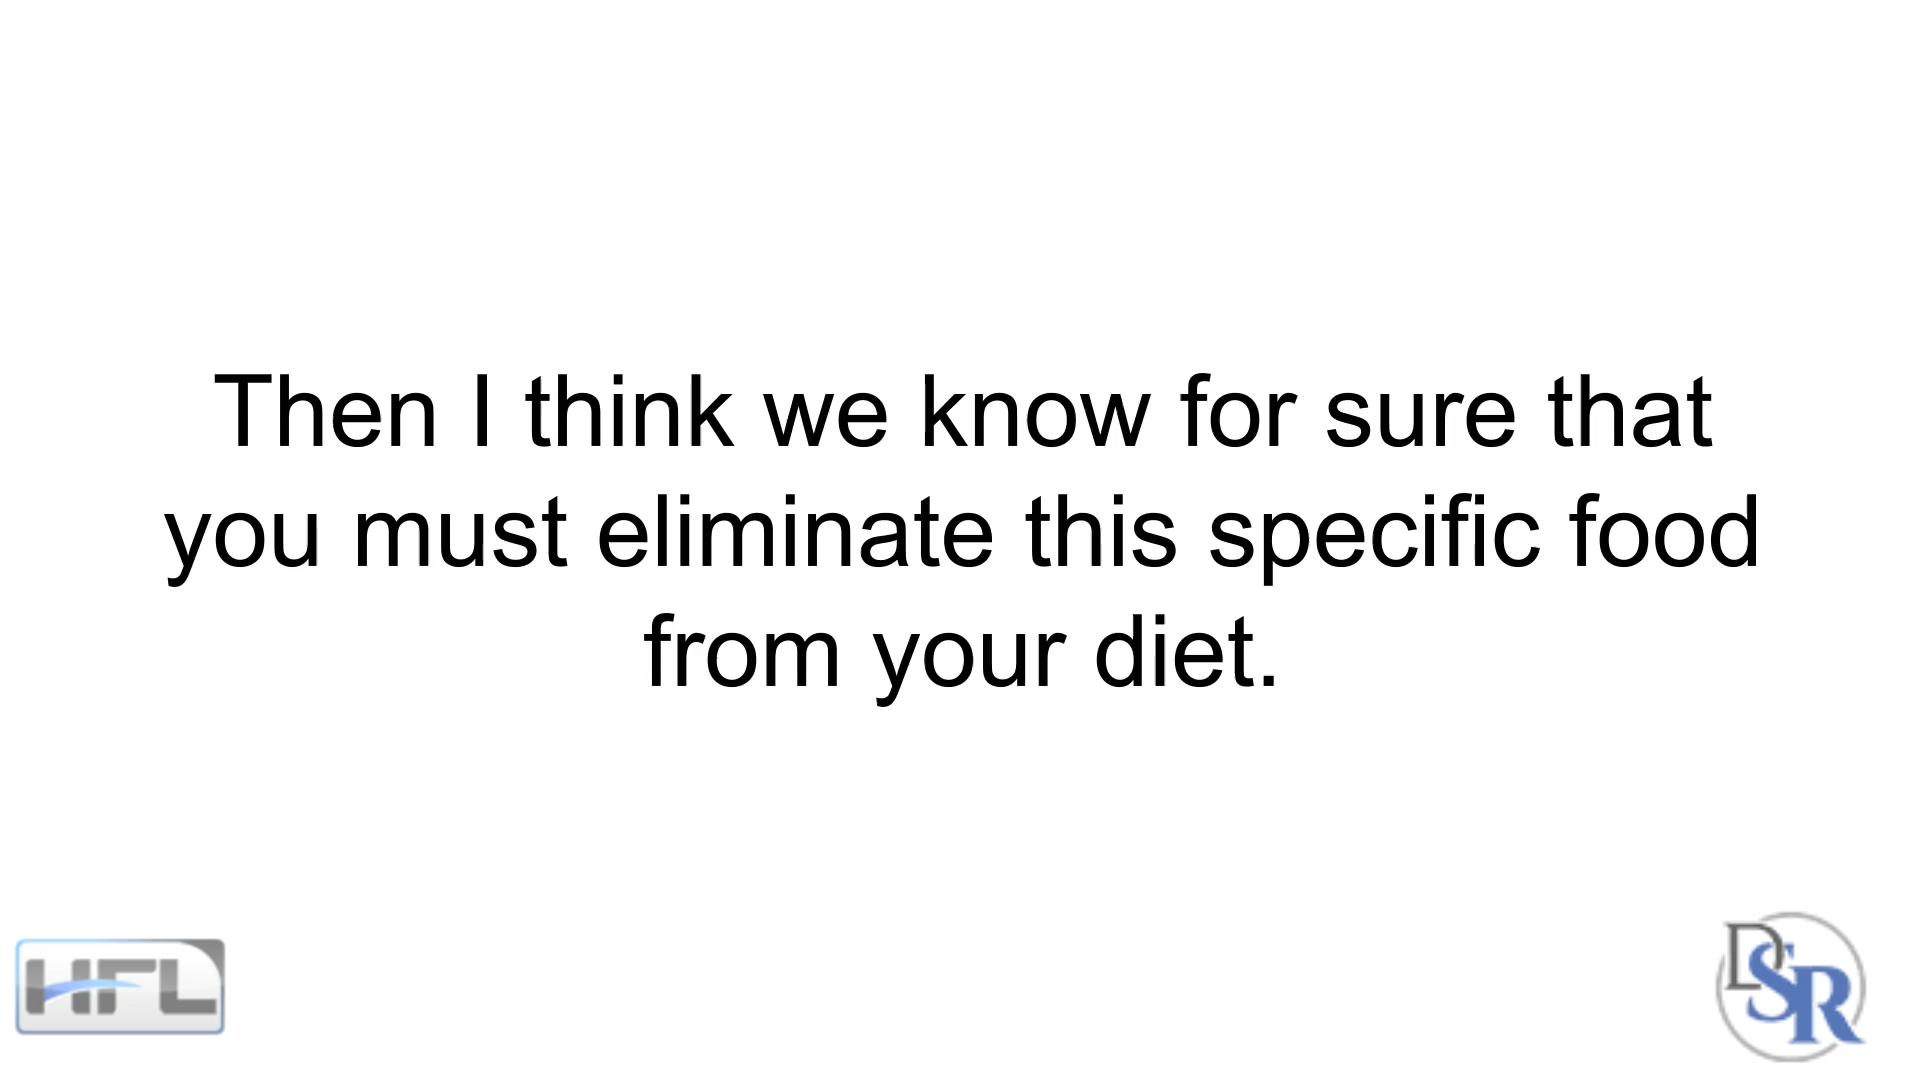 Then I think we know for sure that
you must eliminate this specific food
from your diet.
HFL
DSR